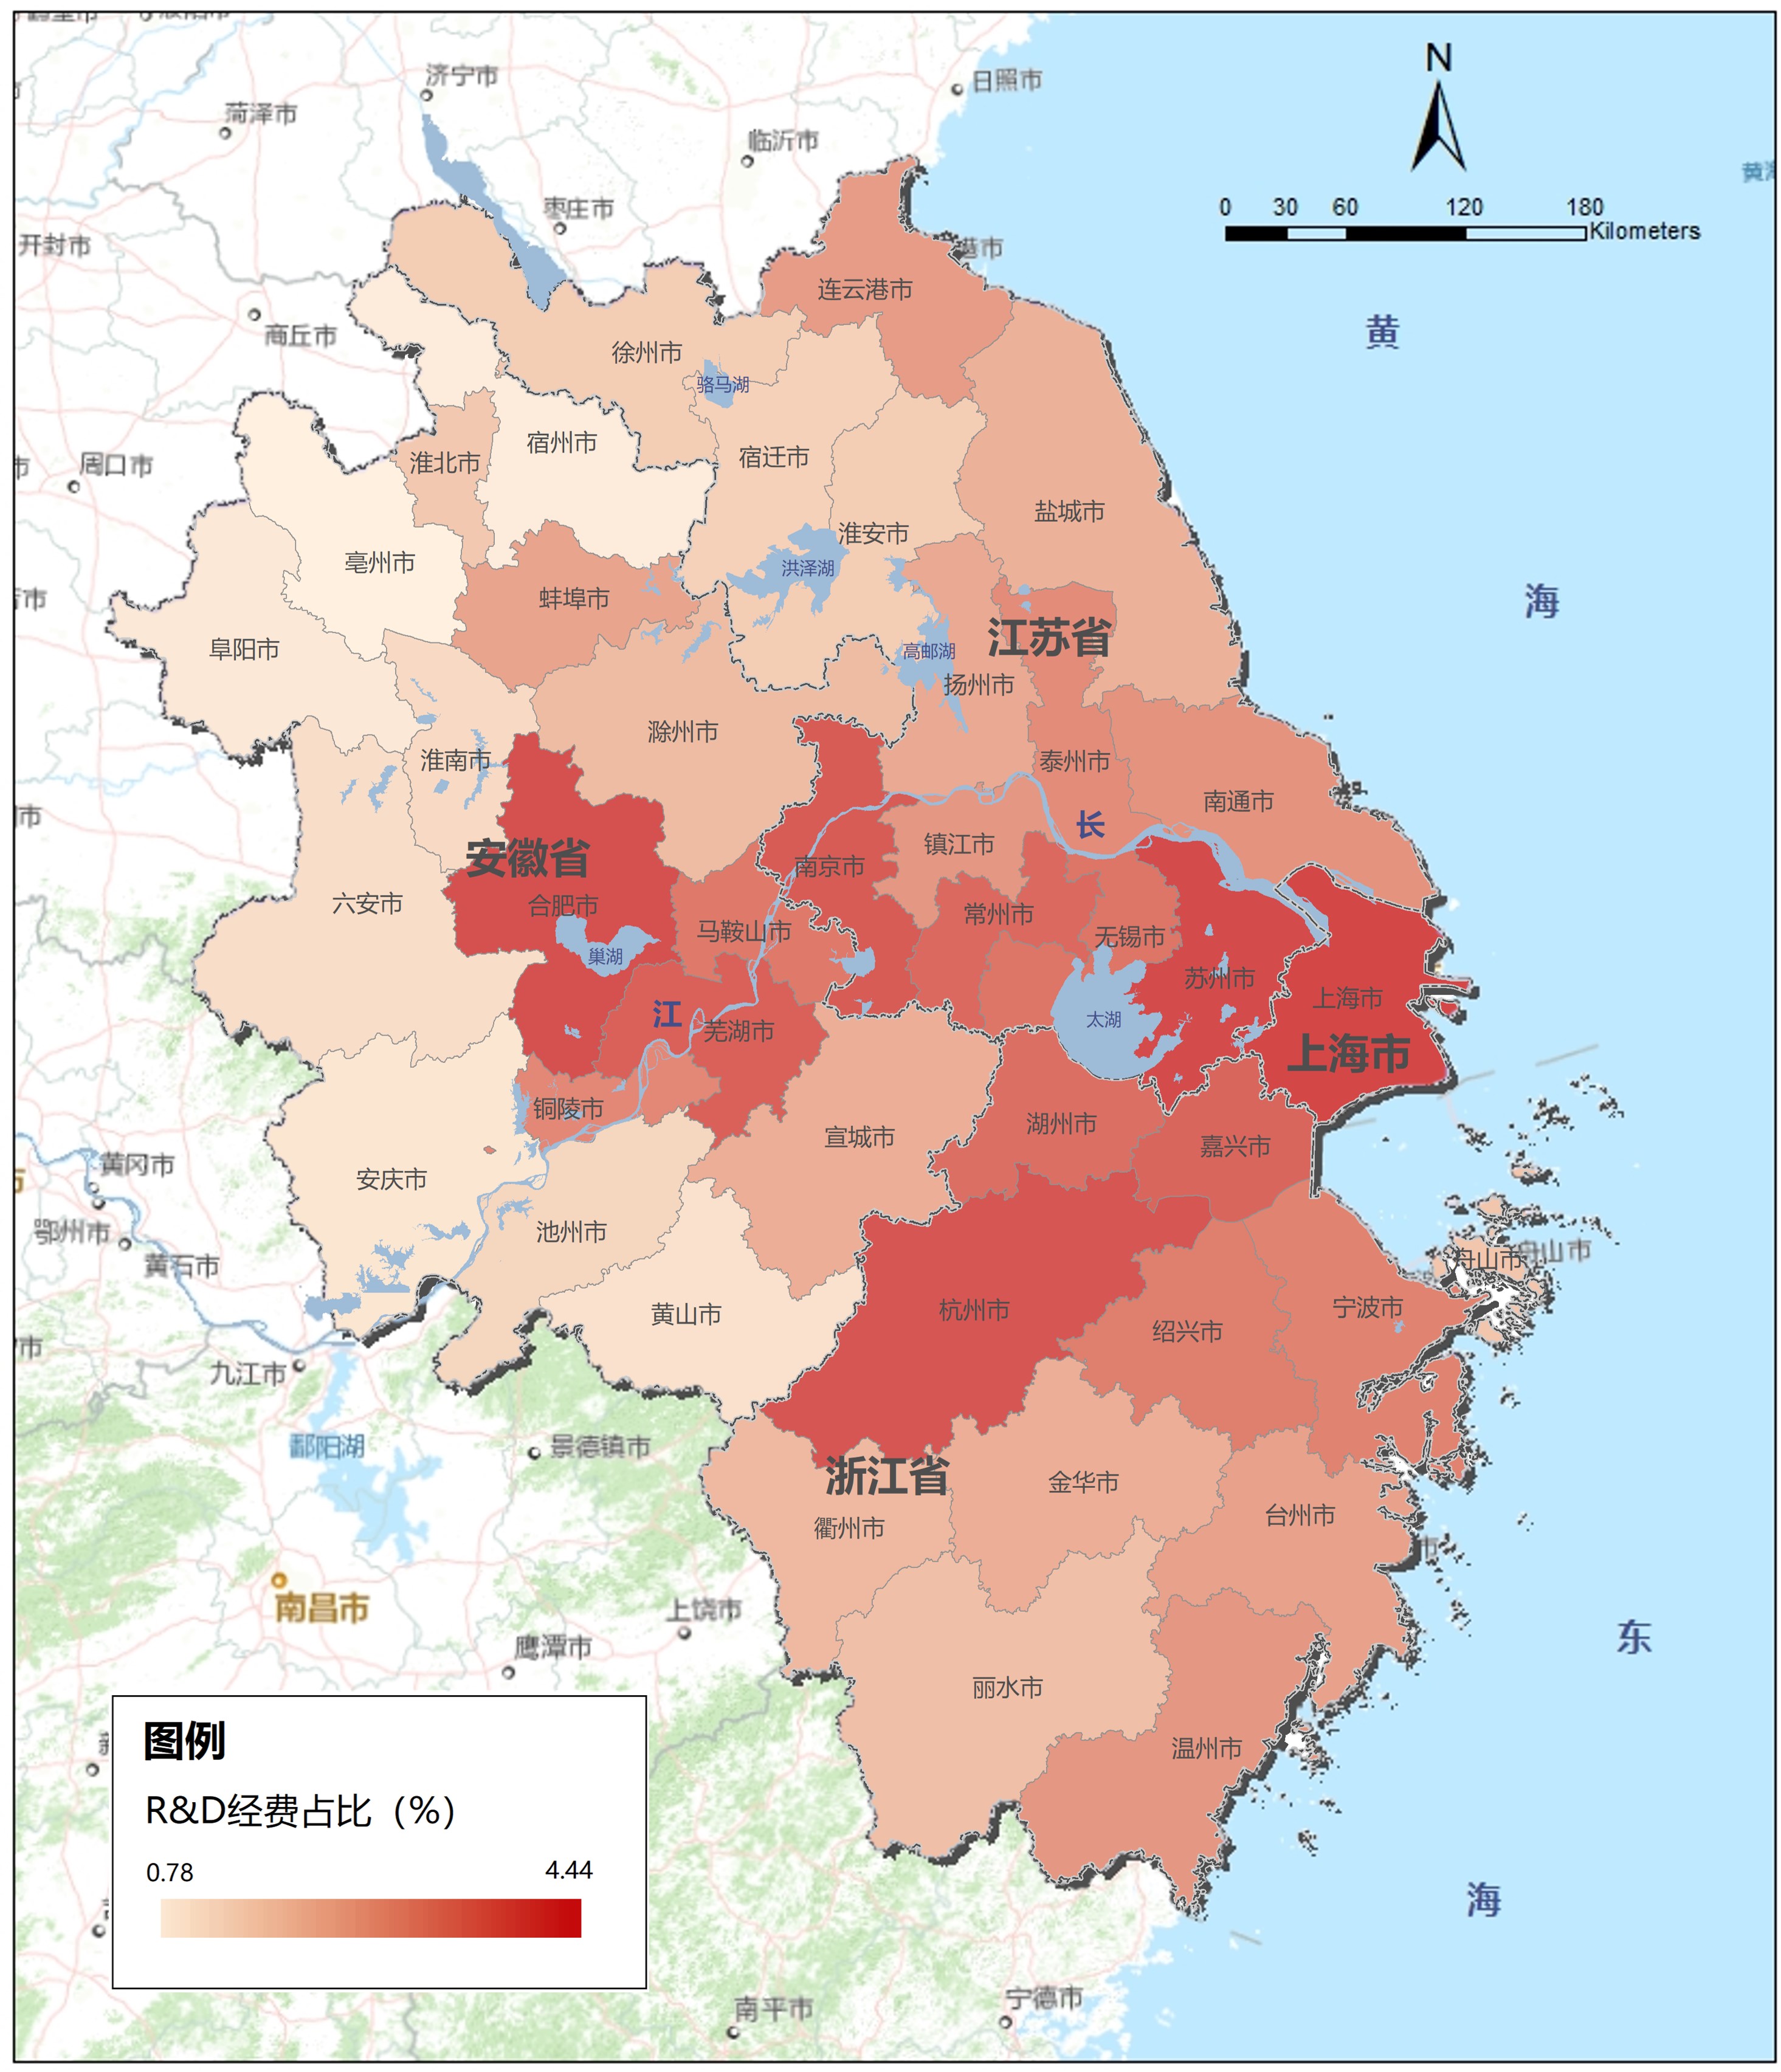 济宁市
日照市
菏泽市
临沂市
N
枣庄市
0 30 60 120 180
Kilometers
开封市
港市
连云港市
黄
商丘市
徐州市
骆马湖
宿州市
宿迁市
淮北市
周口市
盐城市
淮安市
亳州市
洪泽湖
蚌埠市
海
江苏省
阜阳市
高邮湖
扬州市
滁州市
淮南市
泰州市
南通市
长
镇江市
安徽省
南京市
六安市
合肥市
常州市
马鞍山市
无锡市
巢湖
苏州市
上海市
江
芜湖市
太湖
上海市
铜陵市
湖州市
宣城市
嘉兴市
黄冈市
安庆市
池州市
鄂州市
舟山市
舟山市
黄石市
黄山市
杭州市
宁波市
绍兴市
九江市
鄱阳湖
景德镇市
浙江省
金华市
台州市
衢州市
南昌市
上饶市
东
鹰潭市
丽水市
图例
温州市
R&D经费占比（%）
0.78 4.44
海
宁德市
南平市